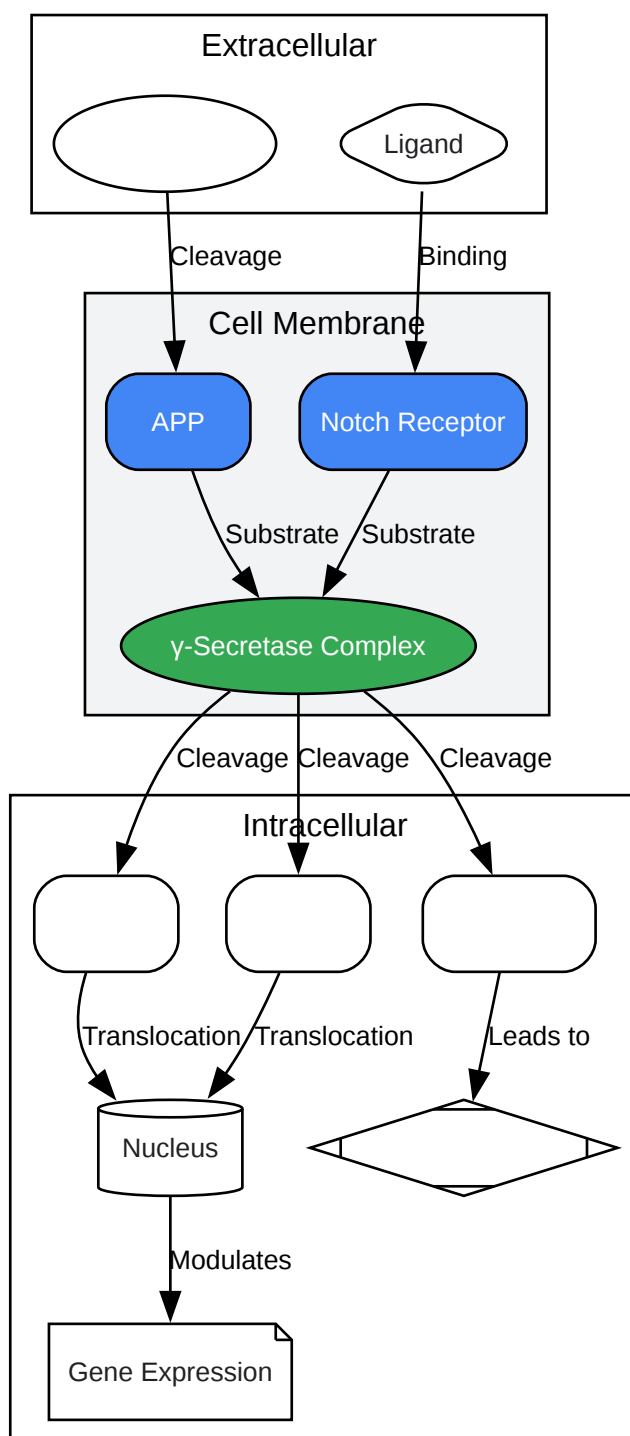 Extracellular
Ligand
Cleavage
Binding
Cell Membrane
APP
Notch Receptor
Substrate
Substrate
γ-Secretase Complex
Cleavage
Cleavage
Cleavage
Intracellular
Translocation
Translocation
Leads to
Nucleus
Modulates
Gene Expression